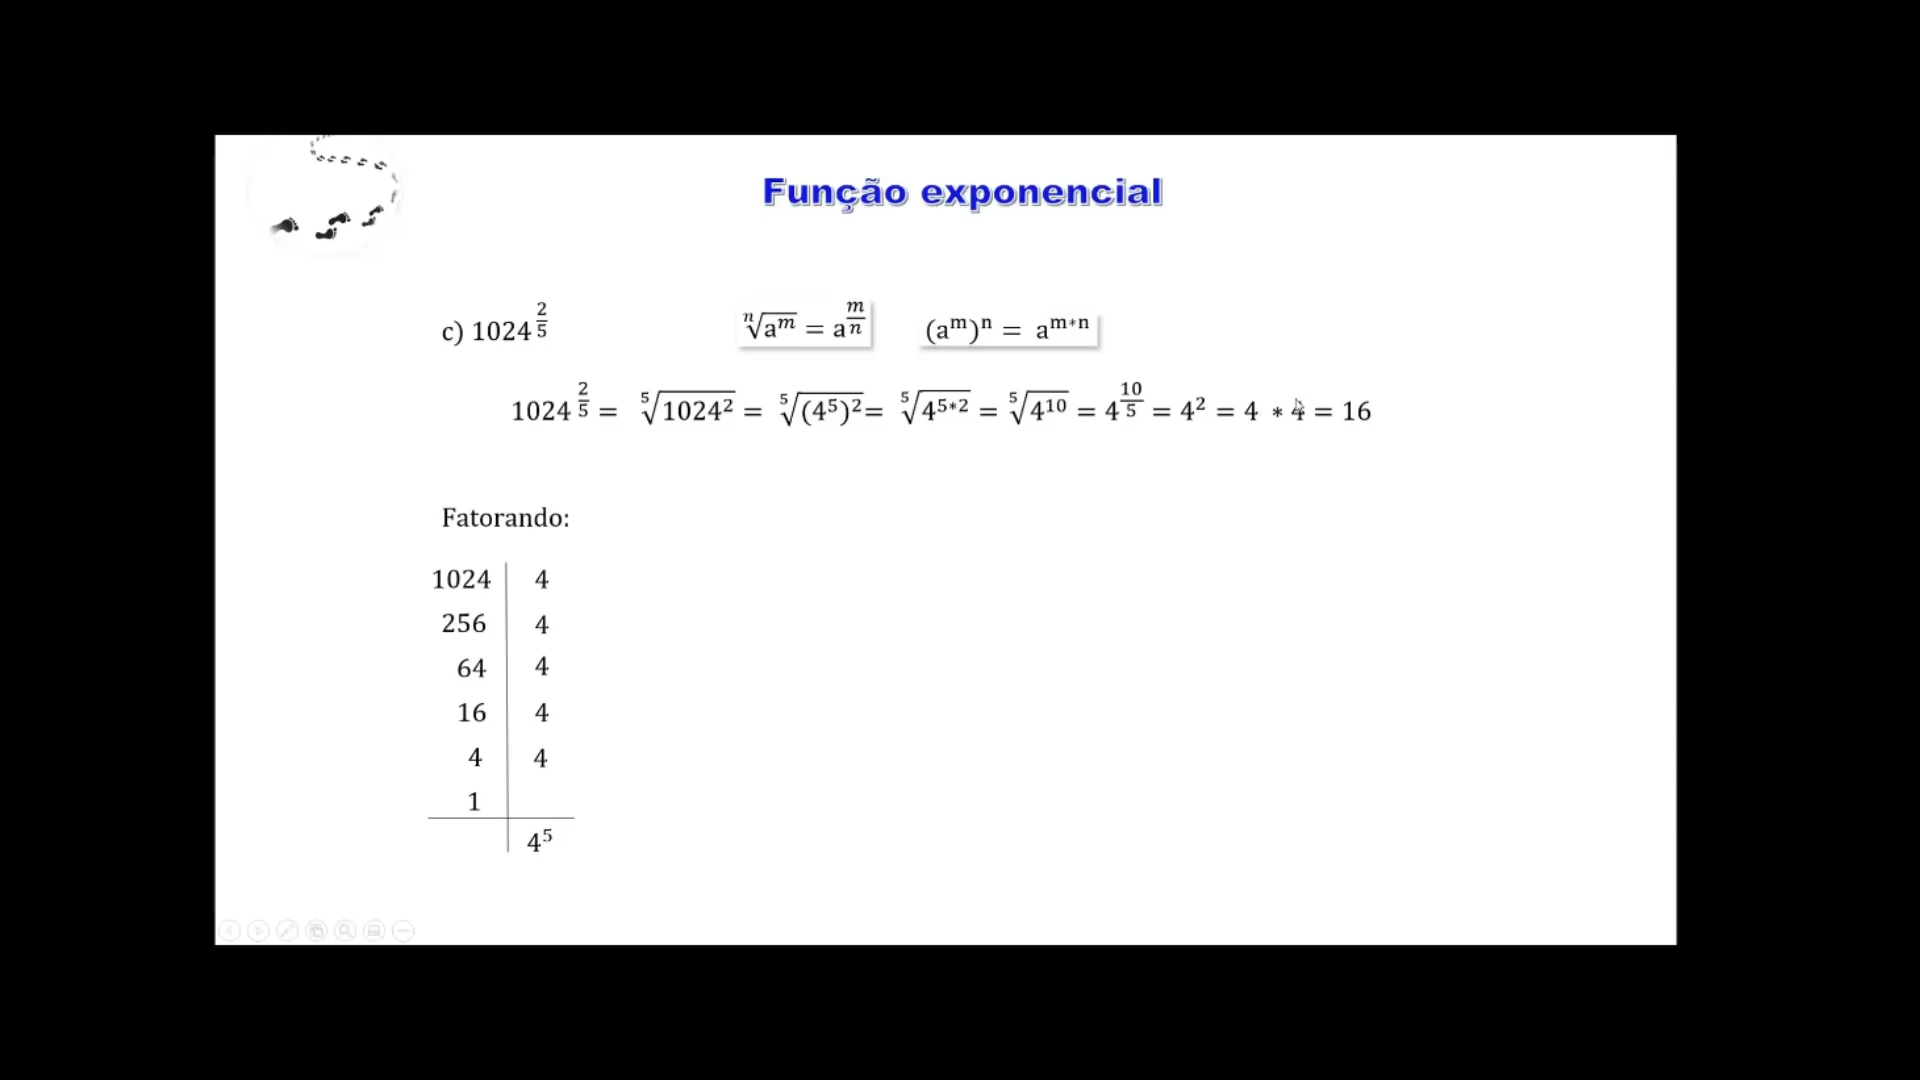 Função exponencial
c) 1024^(2/5)   ⁿ√(a^m) = a^(m/n)   (a^m)^n = a^(m*n)
1024^(2/5) = ⁵√(1024²) = ⁵√((4⁵)²) = ⁵√(4^(5*2)) = ⁵√(4¹⁰) = 4^(10/5) = 4² = 4 * 4 = 16
Fatorando:
1024 | 4
256 | 4
64 | 4
16 | 4
4 | 4
1 |
| 4⁵